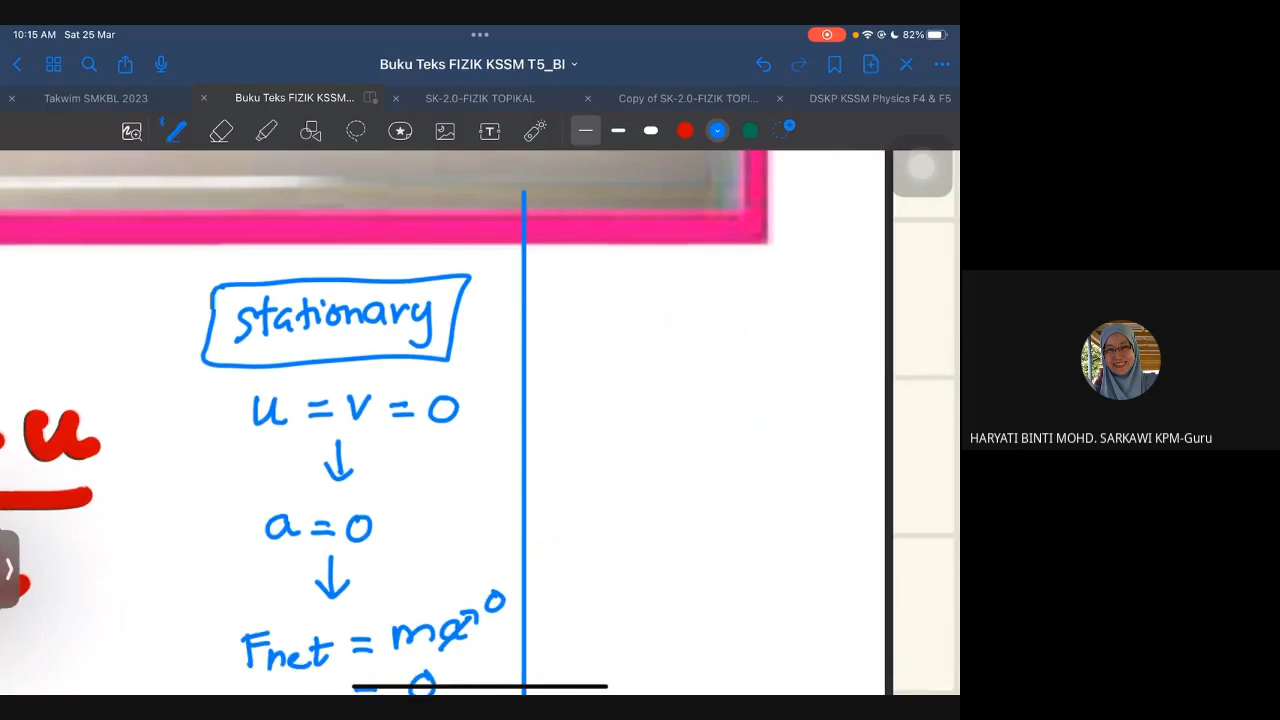 10:15 AM Sat 25 Mar
82%
Buku Teks FIZIK KSSM T5_BI
Takwim SMKBL 2023
Buku Teks FIZIK KSSM...
SK-2.0-FIZIK TOPIKAL
Copy of SK-2.0-FIZIK TOPI...
DSKP KSSM Physics F4 & F5
stationary
u
u = v = 0
↓
a = 0
↓
Fnet = ma↗0
= 0
HARYATI BINTI MOHD. SARKAWI KPM-Guru